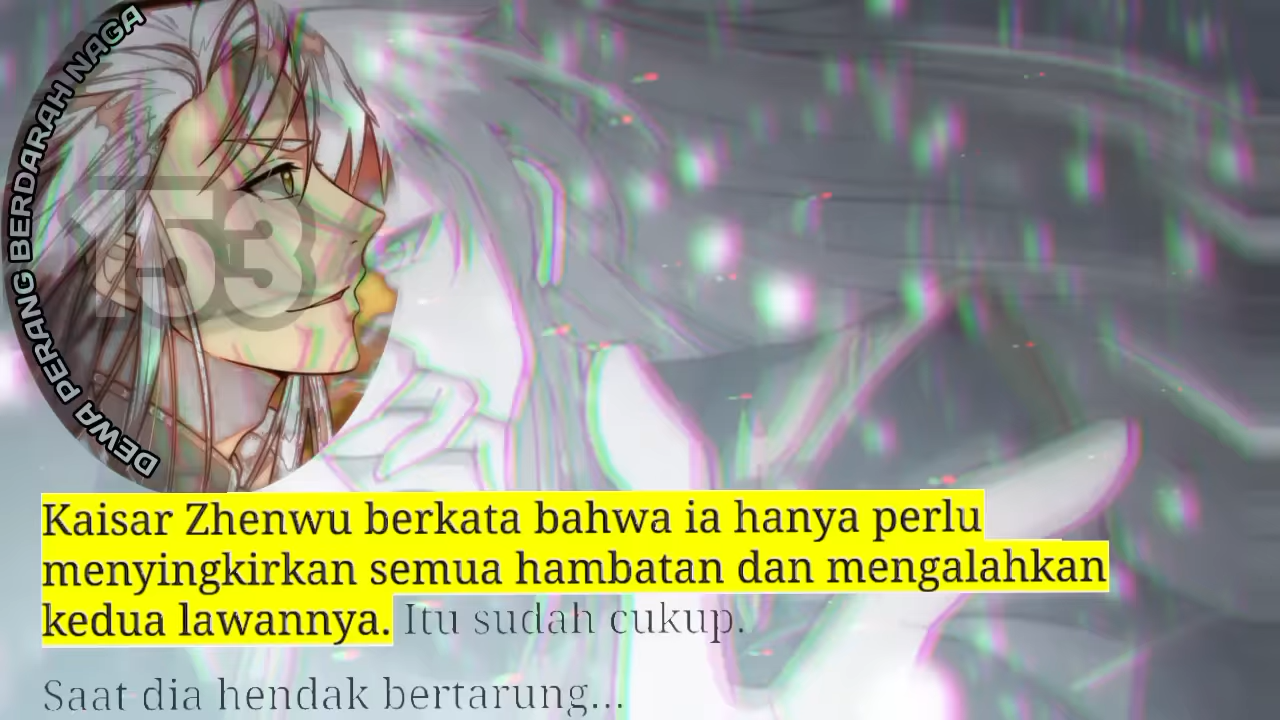 DEWA PERANG BERDARAH NAGA
153
Kaisar Zhenwu berkata bahwa ia hanya perlu
menyingkirkan semua hambatan dan mengalahkan
kedua lawannya. Itu sudah cukup.
Saat dia hendak bertarung...